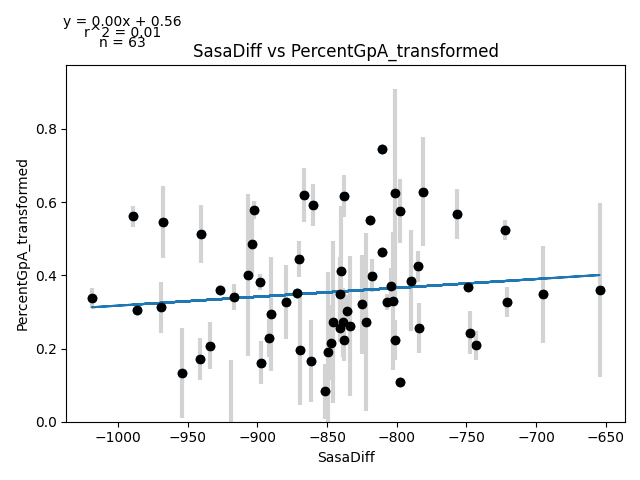 y = 0.00x + 0.56
r^2 = 0.01
n = 63
SasaDiff vs PercentGpA_transformed
PercentGpA_transformed
0.8
0.6
0.4
0.2
0.0
−1000 −950 −900 −850 −800 −750 −700 −650
SasaDiff